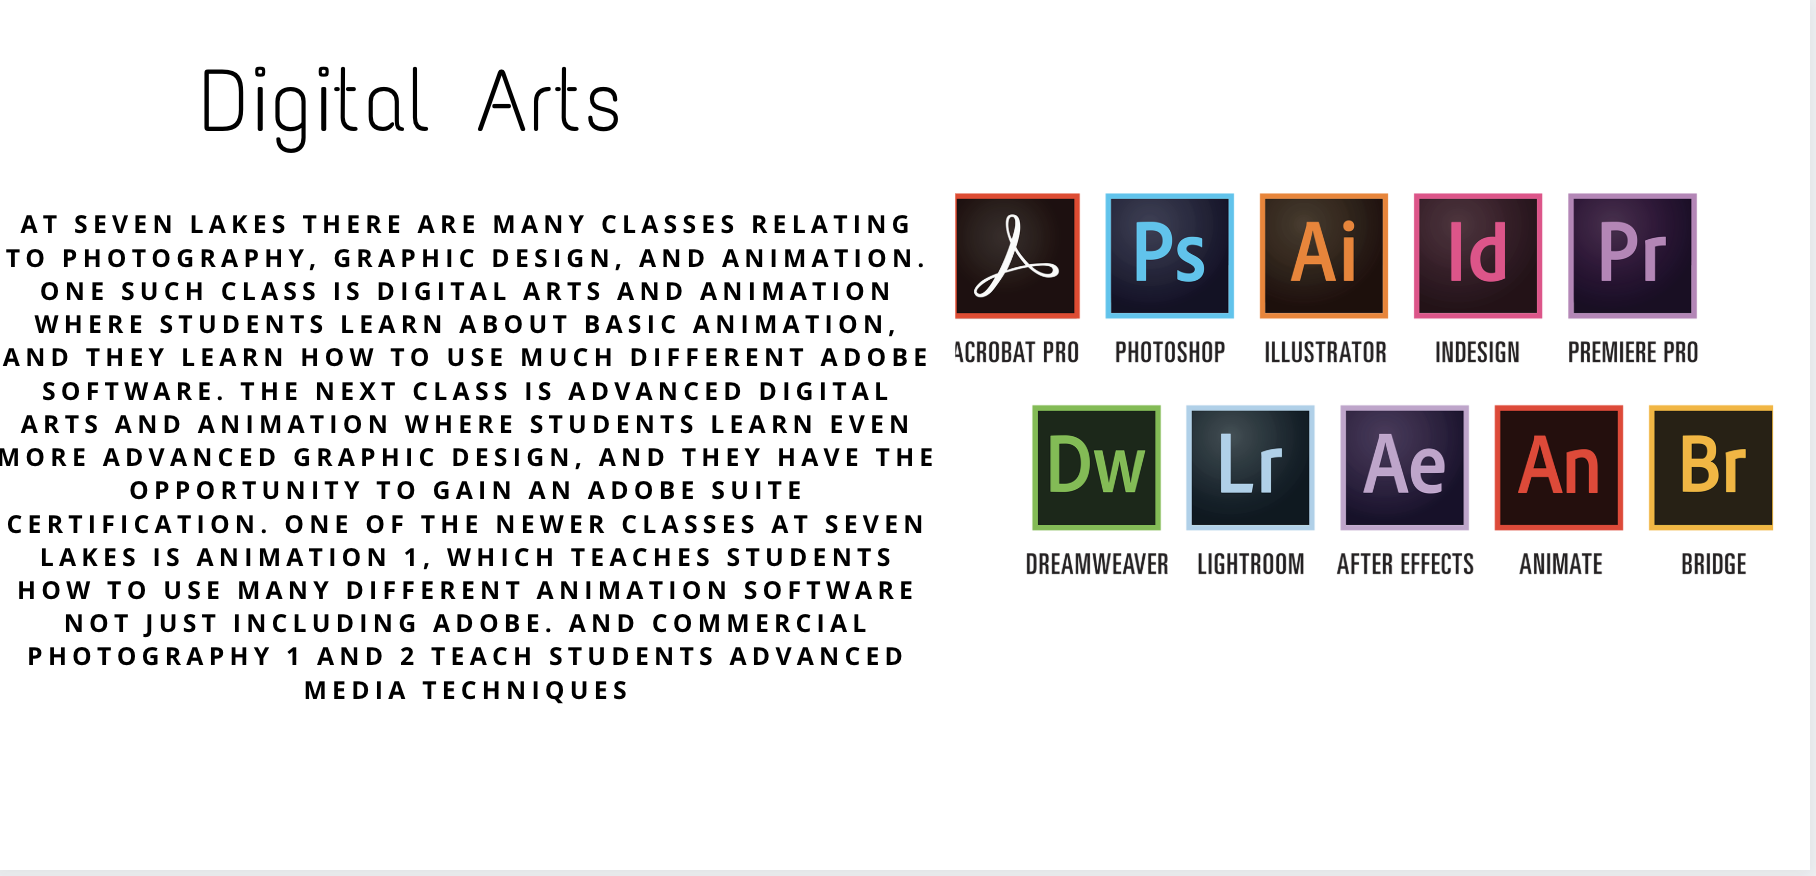 Digital Arts
AT SEVEN LAKES THERE ARE MANY CLASSES RELATING
TO PHOTOGRAPHY, GRAPHIC DESIGN, AND ANIMATION.
ONE SUCH CLASS IS DIGITAL ARTS AND ANIMATION
WHERE STUDENTS LEARN ABOUT BASIC ANIMATION,
AND THEY LEARN HOW TO USE MUCH DIFFERENT ADOBE
SOFTWARE. THE NEXT CLASS IS ADVANCED DIGITAL
ARTS AND ANIMATION WHERE STUDENTS LEARN EVEN
MORE ADVANCED GRAPHIC DESIGN, AND THEY HAVE THE
OPPORTUNITY TO GAIN AN ADOBE SUITE
CERTIFICATION. ONE OF THE NEWER CLASSES AT SEVEN
LAKES IS ANIMATION 1, WHICH TEACHES STUDENTS
HOW TO USE MANY DIFFERENT ANIMATION SOFTWARE
NOT JUST INCLUDING ADOBE. AND COMMERCIAL
PHOTOGRAPHY 1 AND 2 TEACH STUDENTS ADVANCED
MEDIA TECHNIQUES
Ps Ai Id Pr
ACROBAT PRO PHOTOSHOP ILLUSTRATOR INDESIGN PREMIERE PRO
Dw Lr Ae An Br
DREAMWEAVER LIGHTROOM AFTER EFFECTS ANIMATE BRIDGE